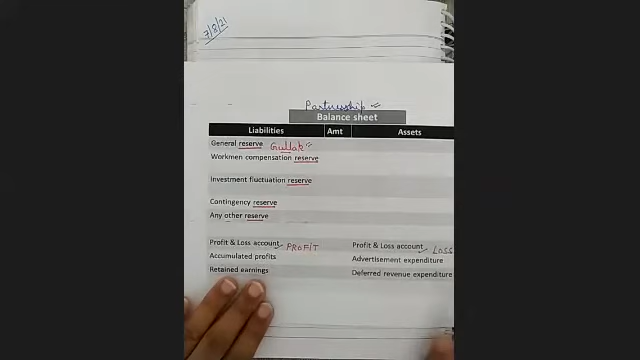 7/8/21
Partnership
Balance sheet
Liabilities Amt Assets
General reserve Gullak
Workmen compensation reserve
Investment fluctuation reserve
Contingency reserve
Any other reserve
Profit & Loss account PROFIT Profit & Loss account LOSS
Accumulated profits Advertisement expenditure
Retained earnings Deferred revenue expenditure